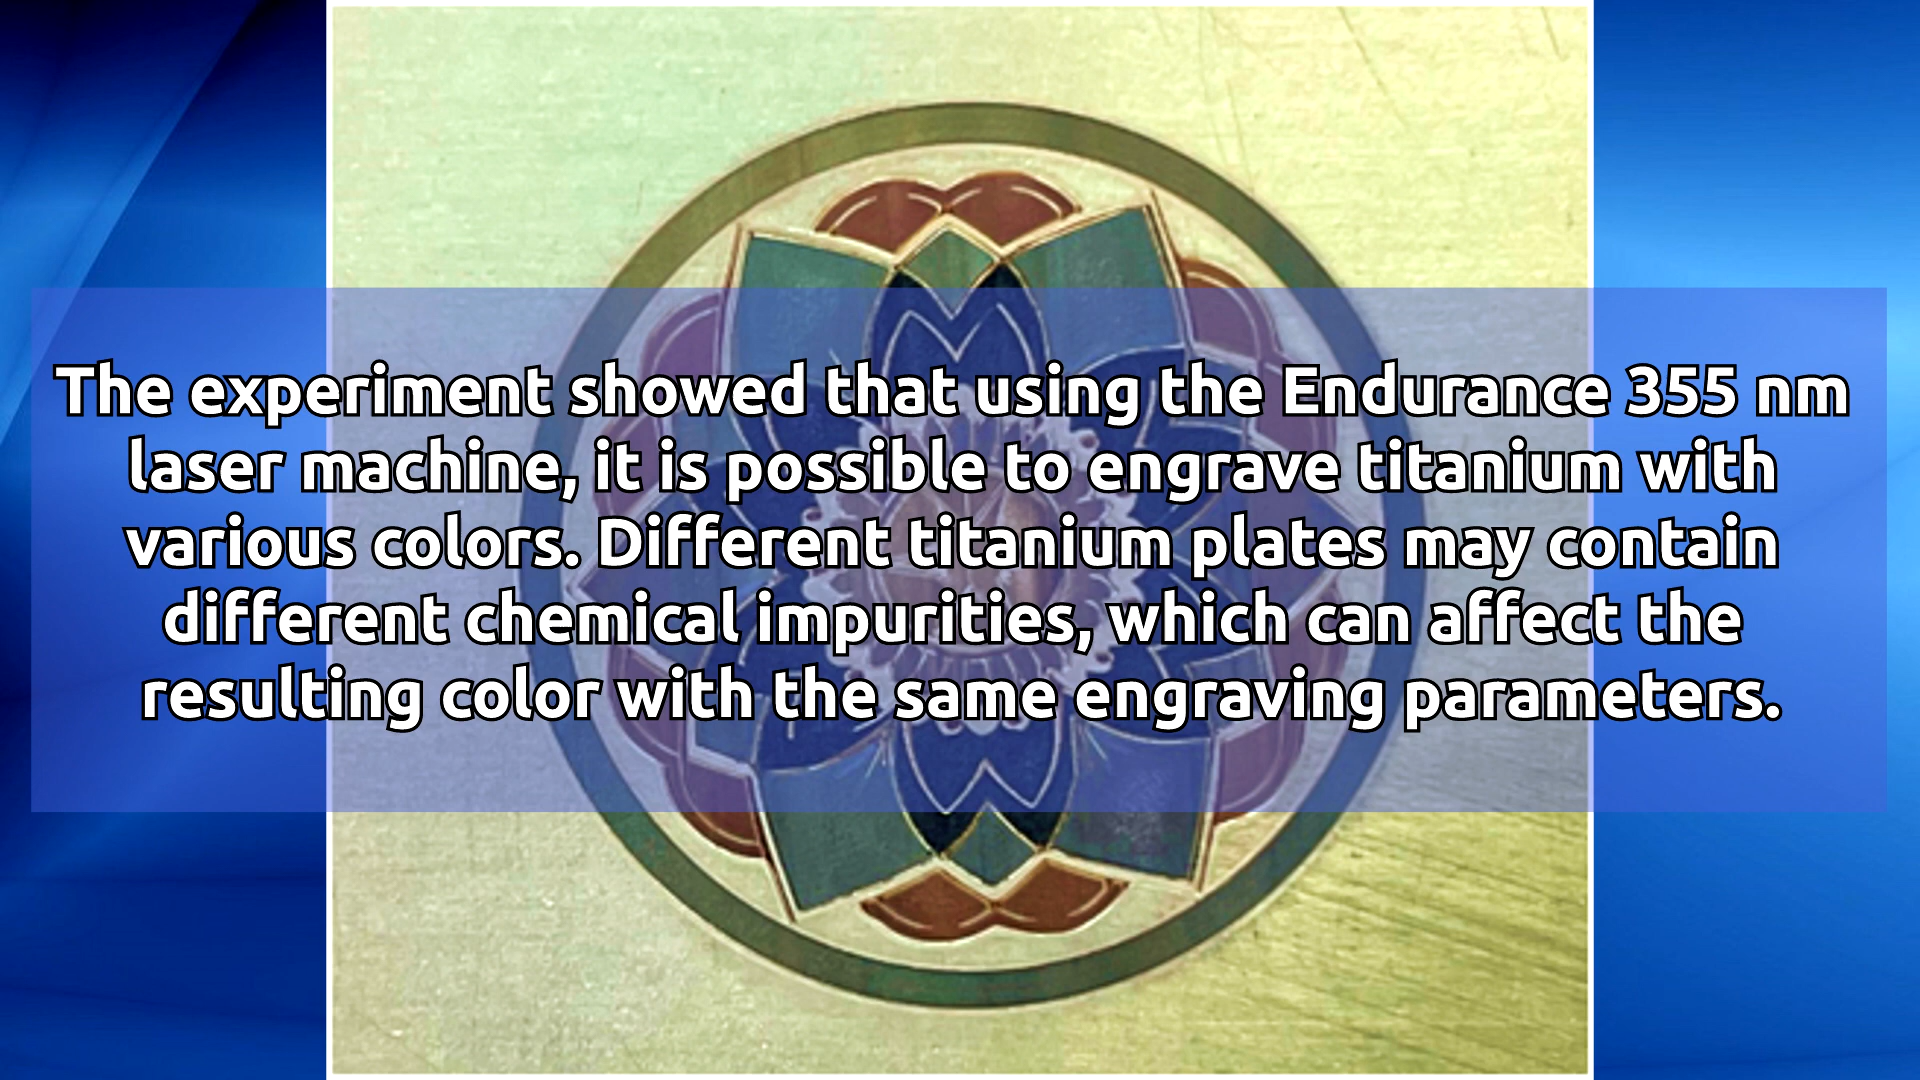 The experiment showed that using the Endurance 355 nm
laser machine, it is possible to engrave titanium with
various colors. Different titanium plates may contain
different chemical impurities, which can affect the
resulting color with the same engraving parameters.